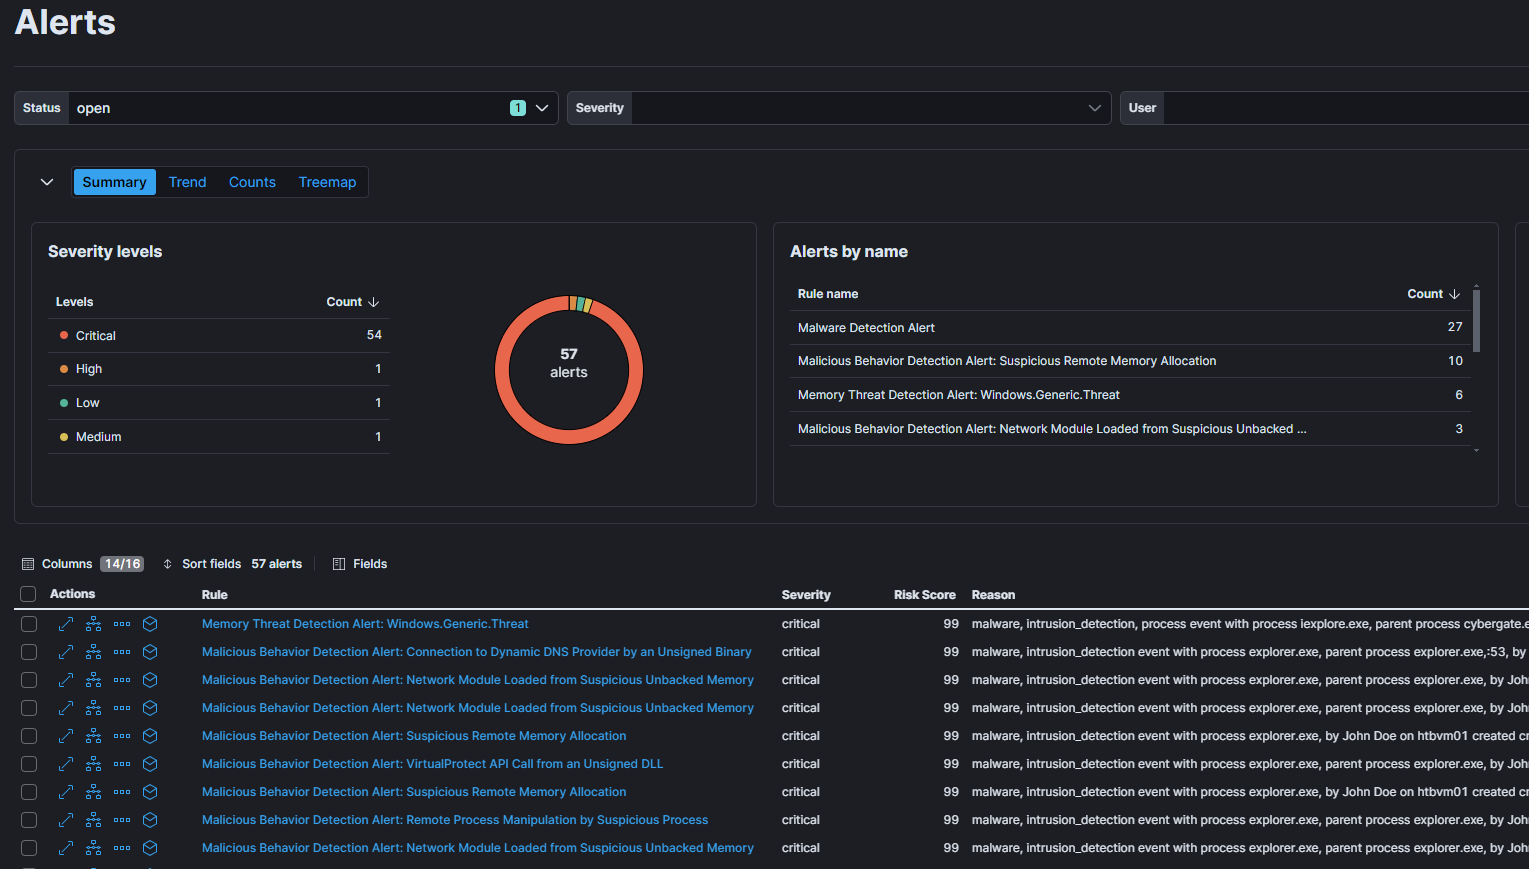 Alerts
Status open 1 Severity User
Summary Trend Counts Treemap
Severity levels
Levels Count
Critical 54
High 1
Low 1
Medium 1
57
alerts
Alerts by name
Rule name Count
Malware Detection Alert 27
Malicious Behavior Detection Alert: Suspicious Remote Memory Allocation 10
Memory Threat Detection Alert: Windows.Generic.Threat 6
Malicious Behavior Detection Alert: Network Module Loaded from Suspicious Unbacked ... 3
Columns 14/16 Sort fields 57 alerts Fields
Actions Rule Severity Risk Score Reason
Memory Threat Detection Alert: Windows.Generic.Threat critical 99 malware, intrusion_detection, process event with process iexplore.exe, parent process cybergate.e
Malicious Behavior Detection Alert: Connection to Dynamic DNS Provider by an Unsigned Binary critical 99 malware, intrusion_detection event with process explorer.exe, parent process explorer.exe,:53, by
Malicious Behavior Detection Alert: Network Module Loaded from Suspicious Unbacked Memory critical 99 malware, intrusion_detection event with process explorer.exe, parent process explorer.exe, by Joh
Malicious Behavior Detection Alert: Network Module Loaded from Suspicious Unbacked Memory critical 99 malware, intrusion_detection event with process explorer.exe, parent process explorer.exe, by Joh
Malicious Behavior Detection Alert: Suspicious Remote Memory Allocation critical 99 malware, intrusion_detection event with process explorer.exe, by John Doe on htbvm01 created cr
Malicious Behavior Detection Alert: VirtualProtect API Call from an Unsigned DLL critical 99 malware, intrusion_detection event with process explorer.exe, parent process explorer.exe, by Joh
Malicious Behavior Detection Alert: Suspicious Remote Memory Allocation critical 99 malware, intrusion_detection event with process explorer.exe, by John Doe on htbvm01 created cr
Malicious Behavior Detection Alert: Remote Process Manipulation by Suspicious Process critical 99 malware, intrusion_detection event with process explorer.exe, parent process explorer.exe, by Joh
Malicious Behavior Detection Alert: Network Module Loaded from Suspicious Unbacked Memory critical 99 malware, intrusion_detection event with process explorer.exe, parent process explorer.exe, by Joh